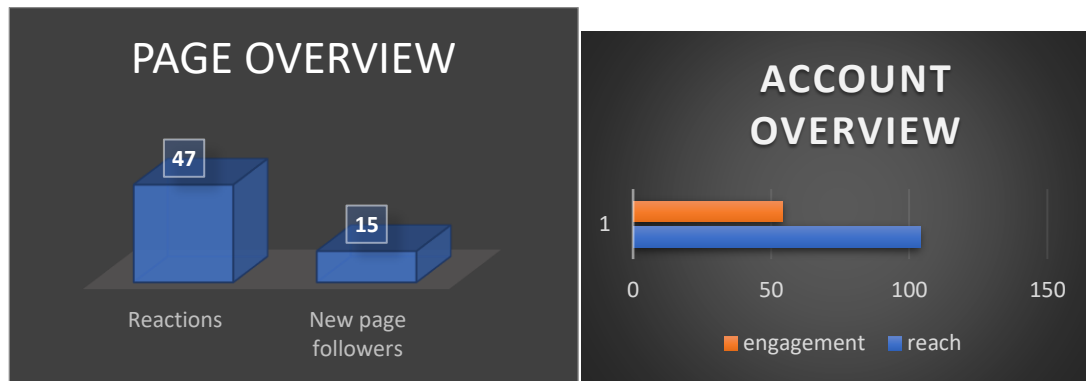 PAGE OVERVIEW
47
15
Reactions
New page
followers
ACCOUNT
OVERVIEW
1
0 50 100 150
engagement reach